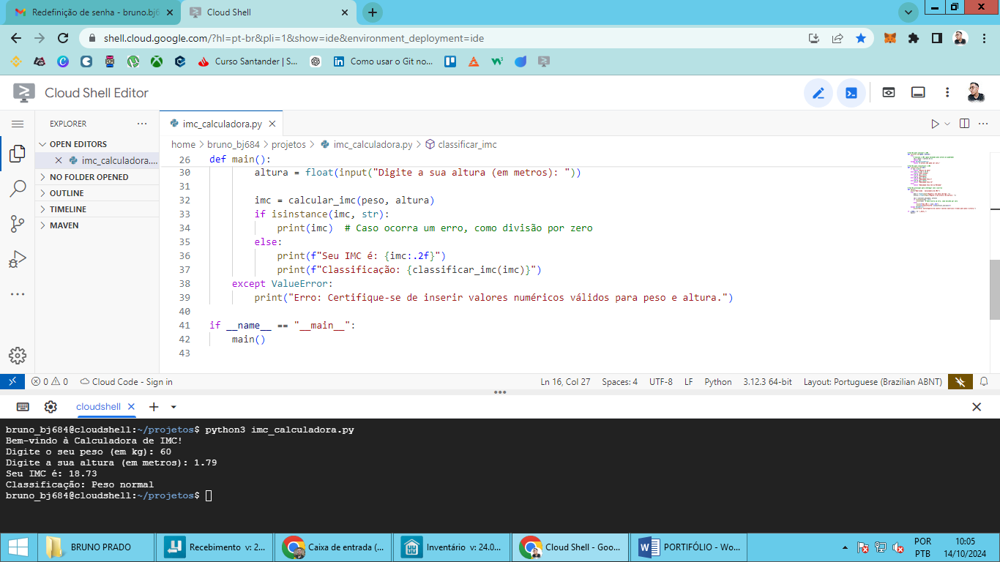 Redefinição de senha - bruno.bj6
Cloud Shell
shell.cloud.google.com/?hl=pt-br&pli=1&show=ide&environment_deployment=ide
Curso Santander | S...
Como usar o Git no...
Cloud Shell Editor
EXPLORER
OPEN EDITORS
imc_calculadora....
NO FOLDER OPENED
OUTLINE
TIMELINE
MAVEN
imc_calculadora.py
home > bruno_bj684 > projetos > imc_calculadora.py > classificar_imc
26 def main():
30 altura = float(input("Digite a sua altura (em metros): "))
31
32 imc = calcular_imc(peso, altura)
33 if isinstance(imc, str):
34 print(imc)  # Caso ocorra um erro, como divisão por zero
35 else:
36 print(f"Seu IMC é: {imc:.2f}")
37 print(f"Classificação: {classificar_imc(imc)}")
38 except ValueError:
39 print("Erro: Certifique-se de inserir valores numéricos válidos para peso e altura.")
40
41 if __name__ == "__main__":
42 main()
43
0 0 Cloud Code - Sign in Ln 16, Col 27 Spaces: 4 UTF-8 LF Python 3.12.3 64-bit Layout: Portuguese (Brazilian ABNT)
cloudshell
bruno_bj684@cloudshell:~/projetos$ python3 imc_calculadora.py
Bem-vindo à Calculadora de IMC!
Digite o seu peso (em kg): 60
Digite a sua altura (em metros): 1.79
Seu IMC é: 18.73
Classificação: Peso normal
bruno_bj684@cloudshell:~/projetos$
BRUNO PRADO
Recebimento v: 2...
Caixa de entrada (...
Inventário v: 24.0...
Cloud Shell - Goo...
PORTIFÓLIO - Wo...
POR
PTB
10:05
14/10/2024